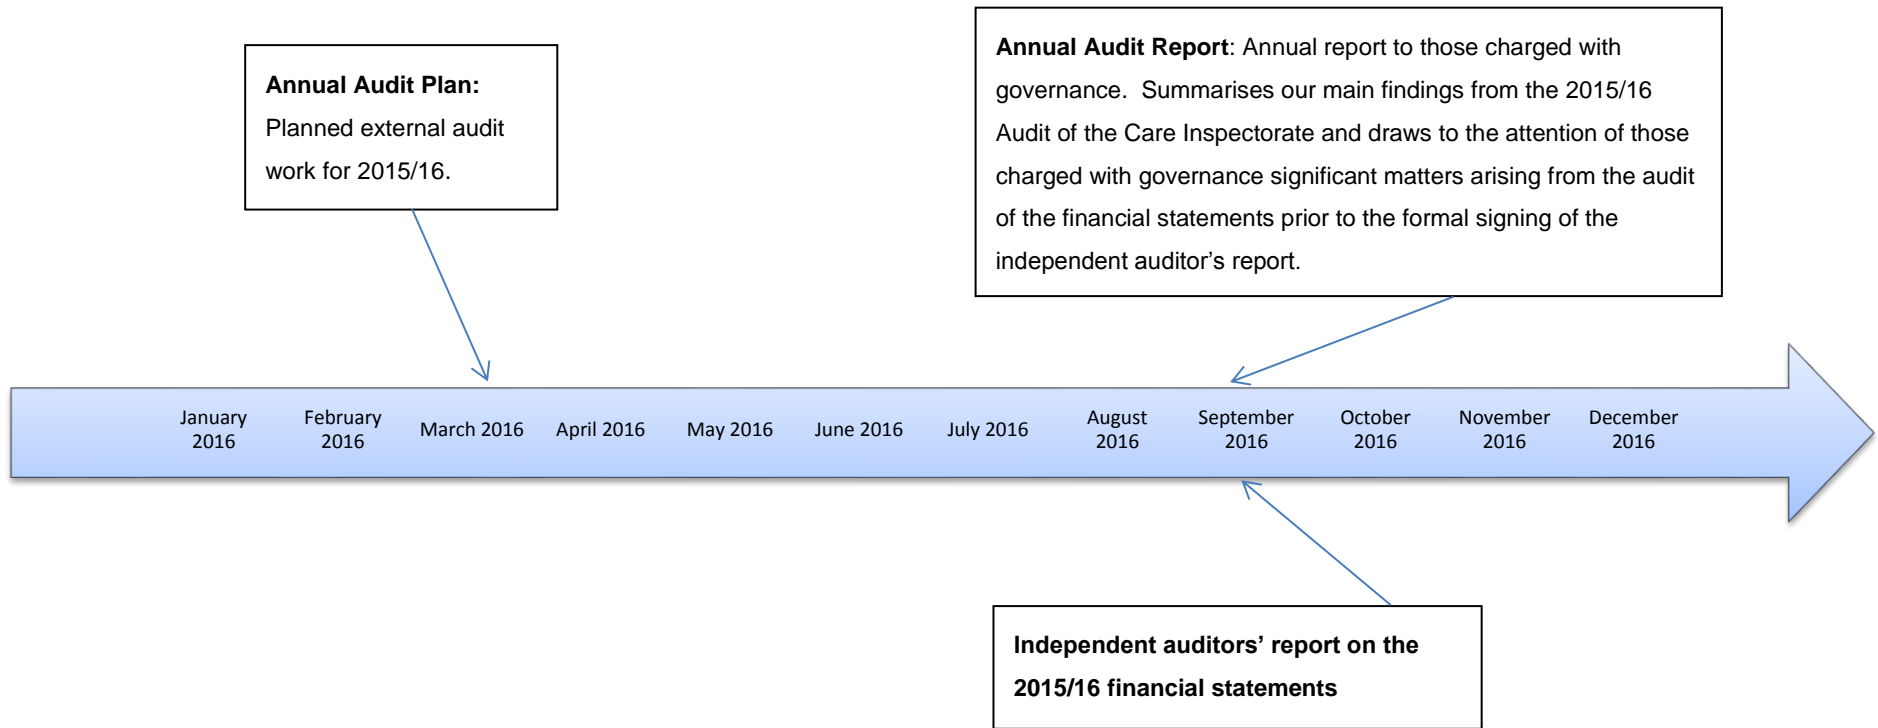 Annual Audit Plan:
Planned external audit
work for 2015/16.
Annual Audit Report: Annual report to those charged with
governance.  Summarises our main findings from the 2015/16
Audit of the Care Inspectorate and draws to the attention of those
charged with governance significant matters arising from the audit
of the financial statements prior to the formal signing of the
independent auditor’s report.
January
2016
February
2016
March 2016
April 2016
May 2016
June 2016
July 2016
August
2016
September
2016
October
2016
November
2016
December
2016
Independent auditors’ report on the
2015/16 financial statements